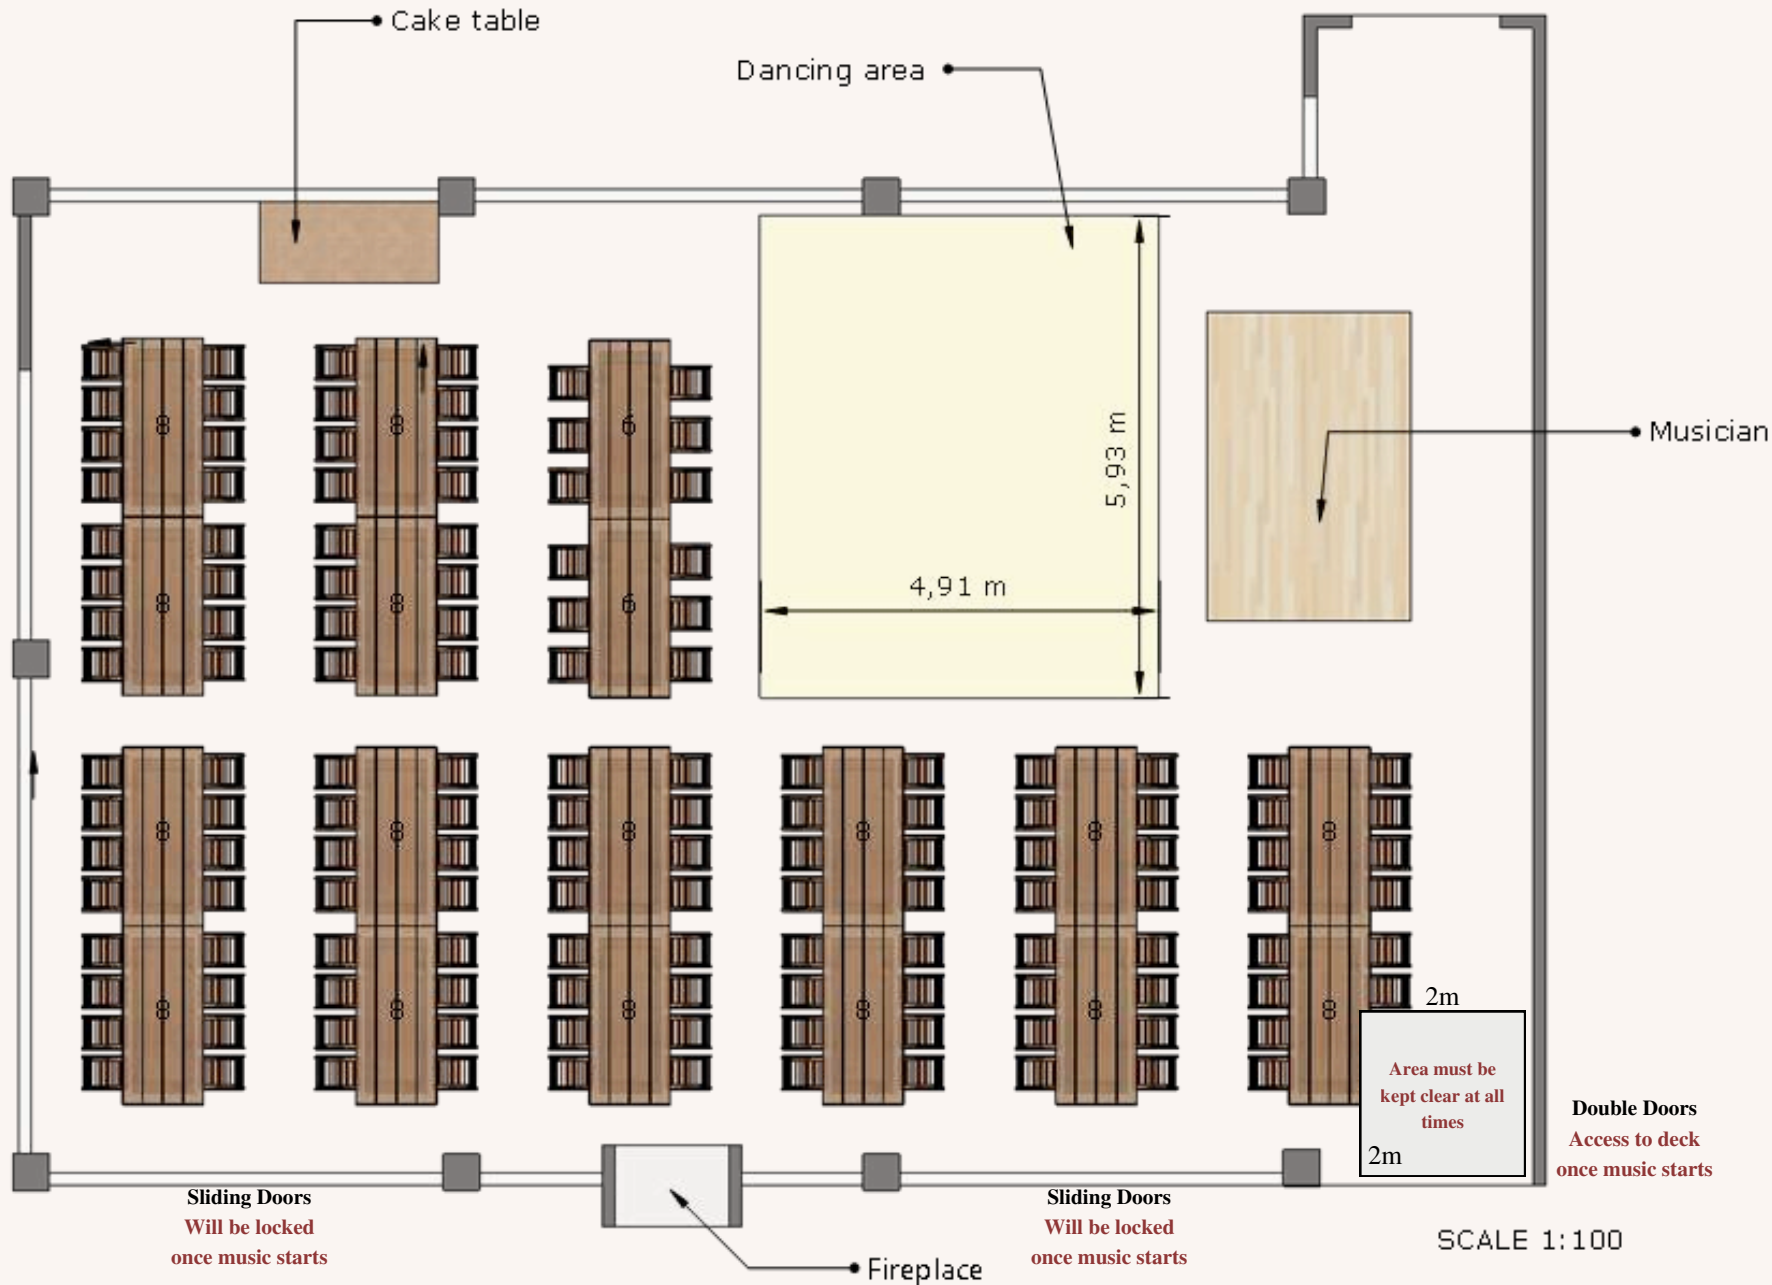 Cake table
Dancing area
5,93 m
4,91 m
Musician
8
8
6
8
8
6
8
8
8
8
8
8
8
8
8
8
8
8
2m
Area must be
kept clear at all
times
2m
Double Doors
Access to deck
once music starts
Sliding Doors
Will be locked
once music starts
Sliding Doors
Will be locked
once music starts
SCALE 1:100
Fireplace